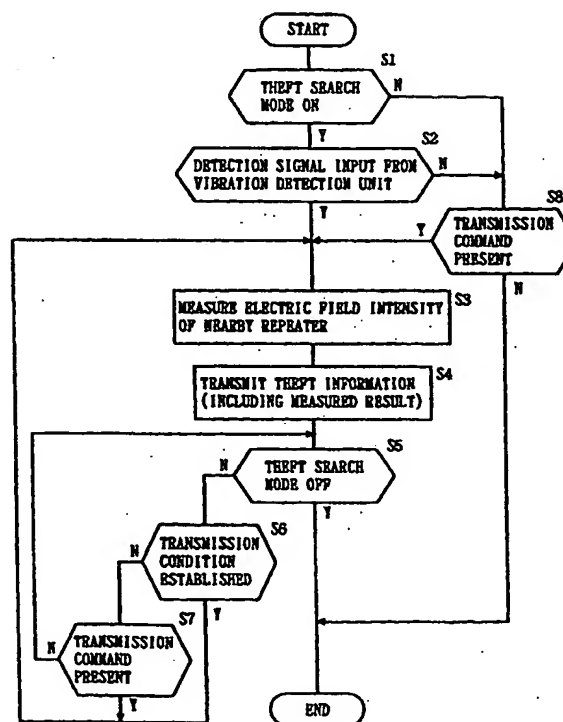 START
S1
THEFT SEARCH
MODE ON
N
Y
S2
DETECTION SIGNAL INPUT FROM
VIBRATION DETECTION UNIT
N
Y
S8
TRANSMISSION
COMMAND
PRESENT
Y
N
S3
MEASURE ELECTRIC FIELD INTENSITY
OF NEARBY REPEATER
S4
TRANSMIT THEFT INFORMATION
(INCLUDING MEASURED RESULT)
S5
THEFT SEARCH
MODE OFF
N
Y
S6
TRANSMISSION
CONDITION
ESTABLISHED
N
Y
S7
TRANSMISSION
COMMAND
PRESENT
N
Y
END